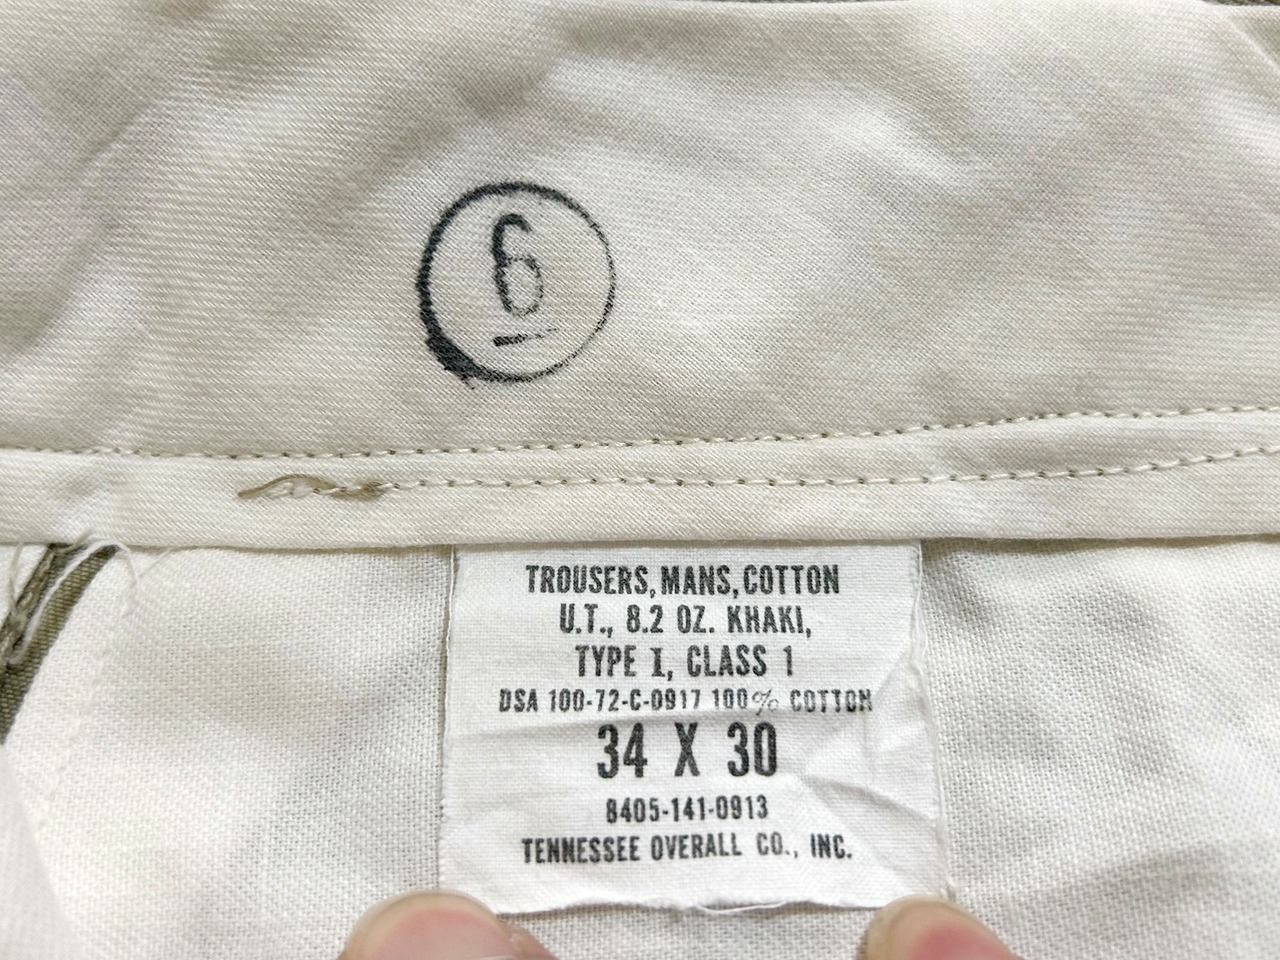 6
TROUSERS, MANS, COTTON
U.T., 8.2 OZ. KHAKI,
TYPE I, CLASS 1
DSA 100-72-C-0917 100% COTTON
34 X 30
8405-141-0913
TENNESSEE OVERALL CO., INC.